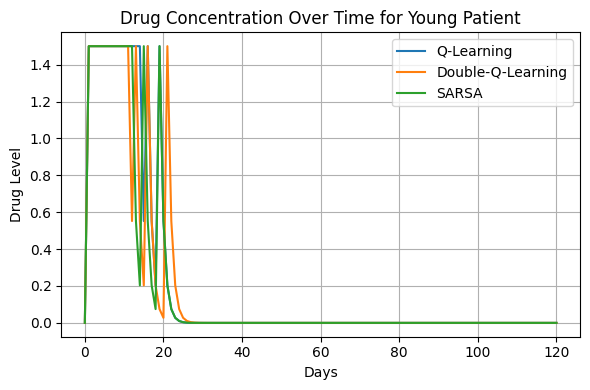 Drug Concentration Over Time for Young Patient
Q-Learning
Double-Q-Learning
SARSA
Drug Level
1.4
1.2
1.0
0.8
0.6
0.4
0.2
0.0
0 20 40 60 80 100 120
Days